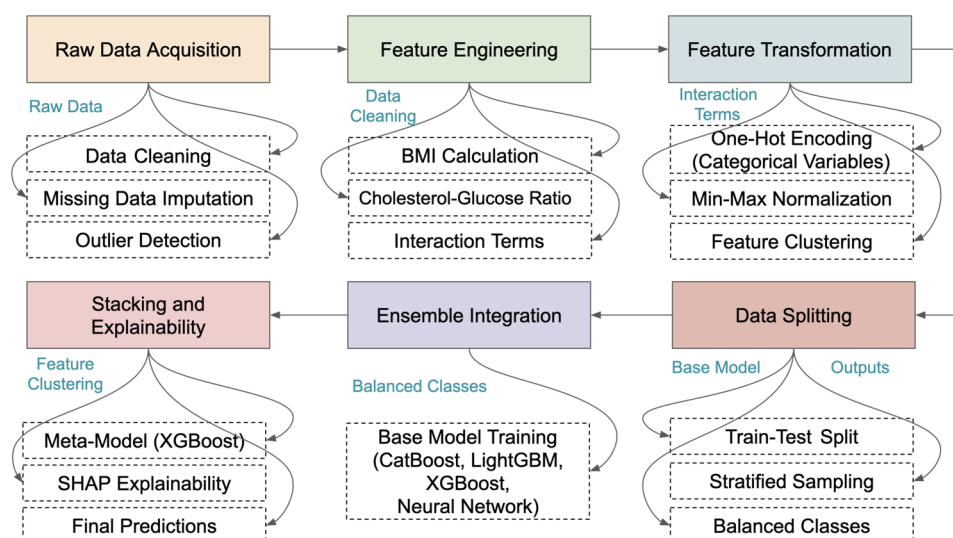 Raw Data Acquisition
Feature Engineering
Feature Transformation
Raw Data
Data
Cleaning
Interaction
Terms
Data Cleaning
Missing Data Imputation
Outlier Detection
BMI Calculation
Cholesterol-Glucose Ratio
Interaction Terms
One-Hot Encoding
(Categorical Variables)
Min-Max Normalization
Feature Clustering
Stacking and
Explainability
Ensemble Integration
Data Splitting
Feature
Clustering
Balanced Classes
Base Model
Outputs
Meta-Model (XGBoost)
SHAP Explainability
Final Predictions
Base Model Training
(CatBoost, LightGBM,
XGBoost,
Neural Network)
Train-Test Split
Stratified Sampling
Balanced Classes